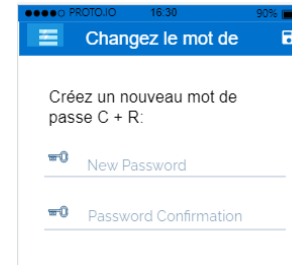 PROTO.IO 16:30 90%
Changez le mot de
Créez un nouveau mot de
passe C + R:
New Password
Password Confirmation